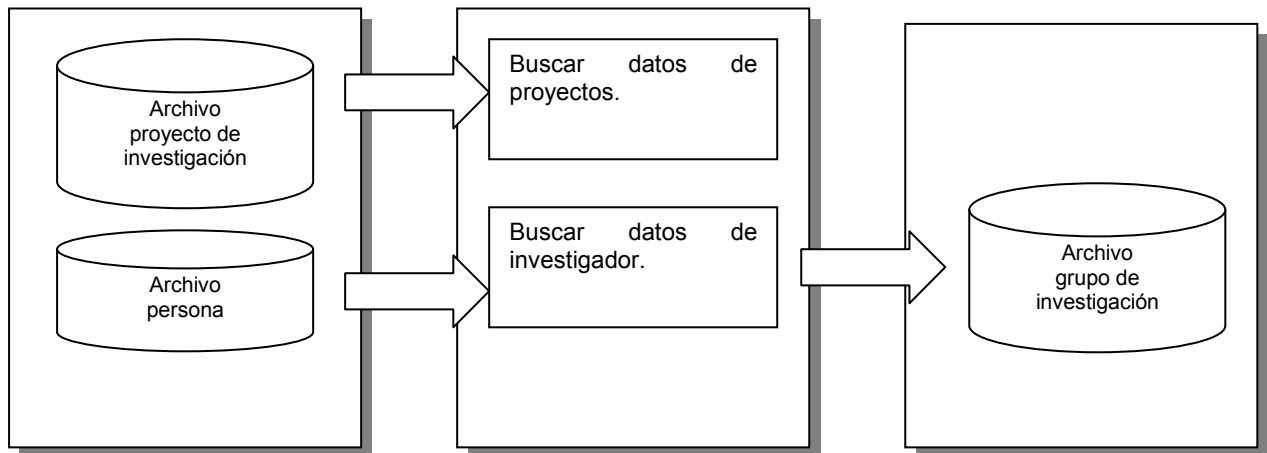 Archivo
proyecto de
investigación
Archivo
persona
Buscar datos de
proyectos.
Buscar datos de
investigador.
Archivo
grupo de
investigación